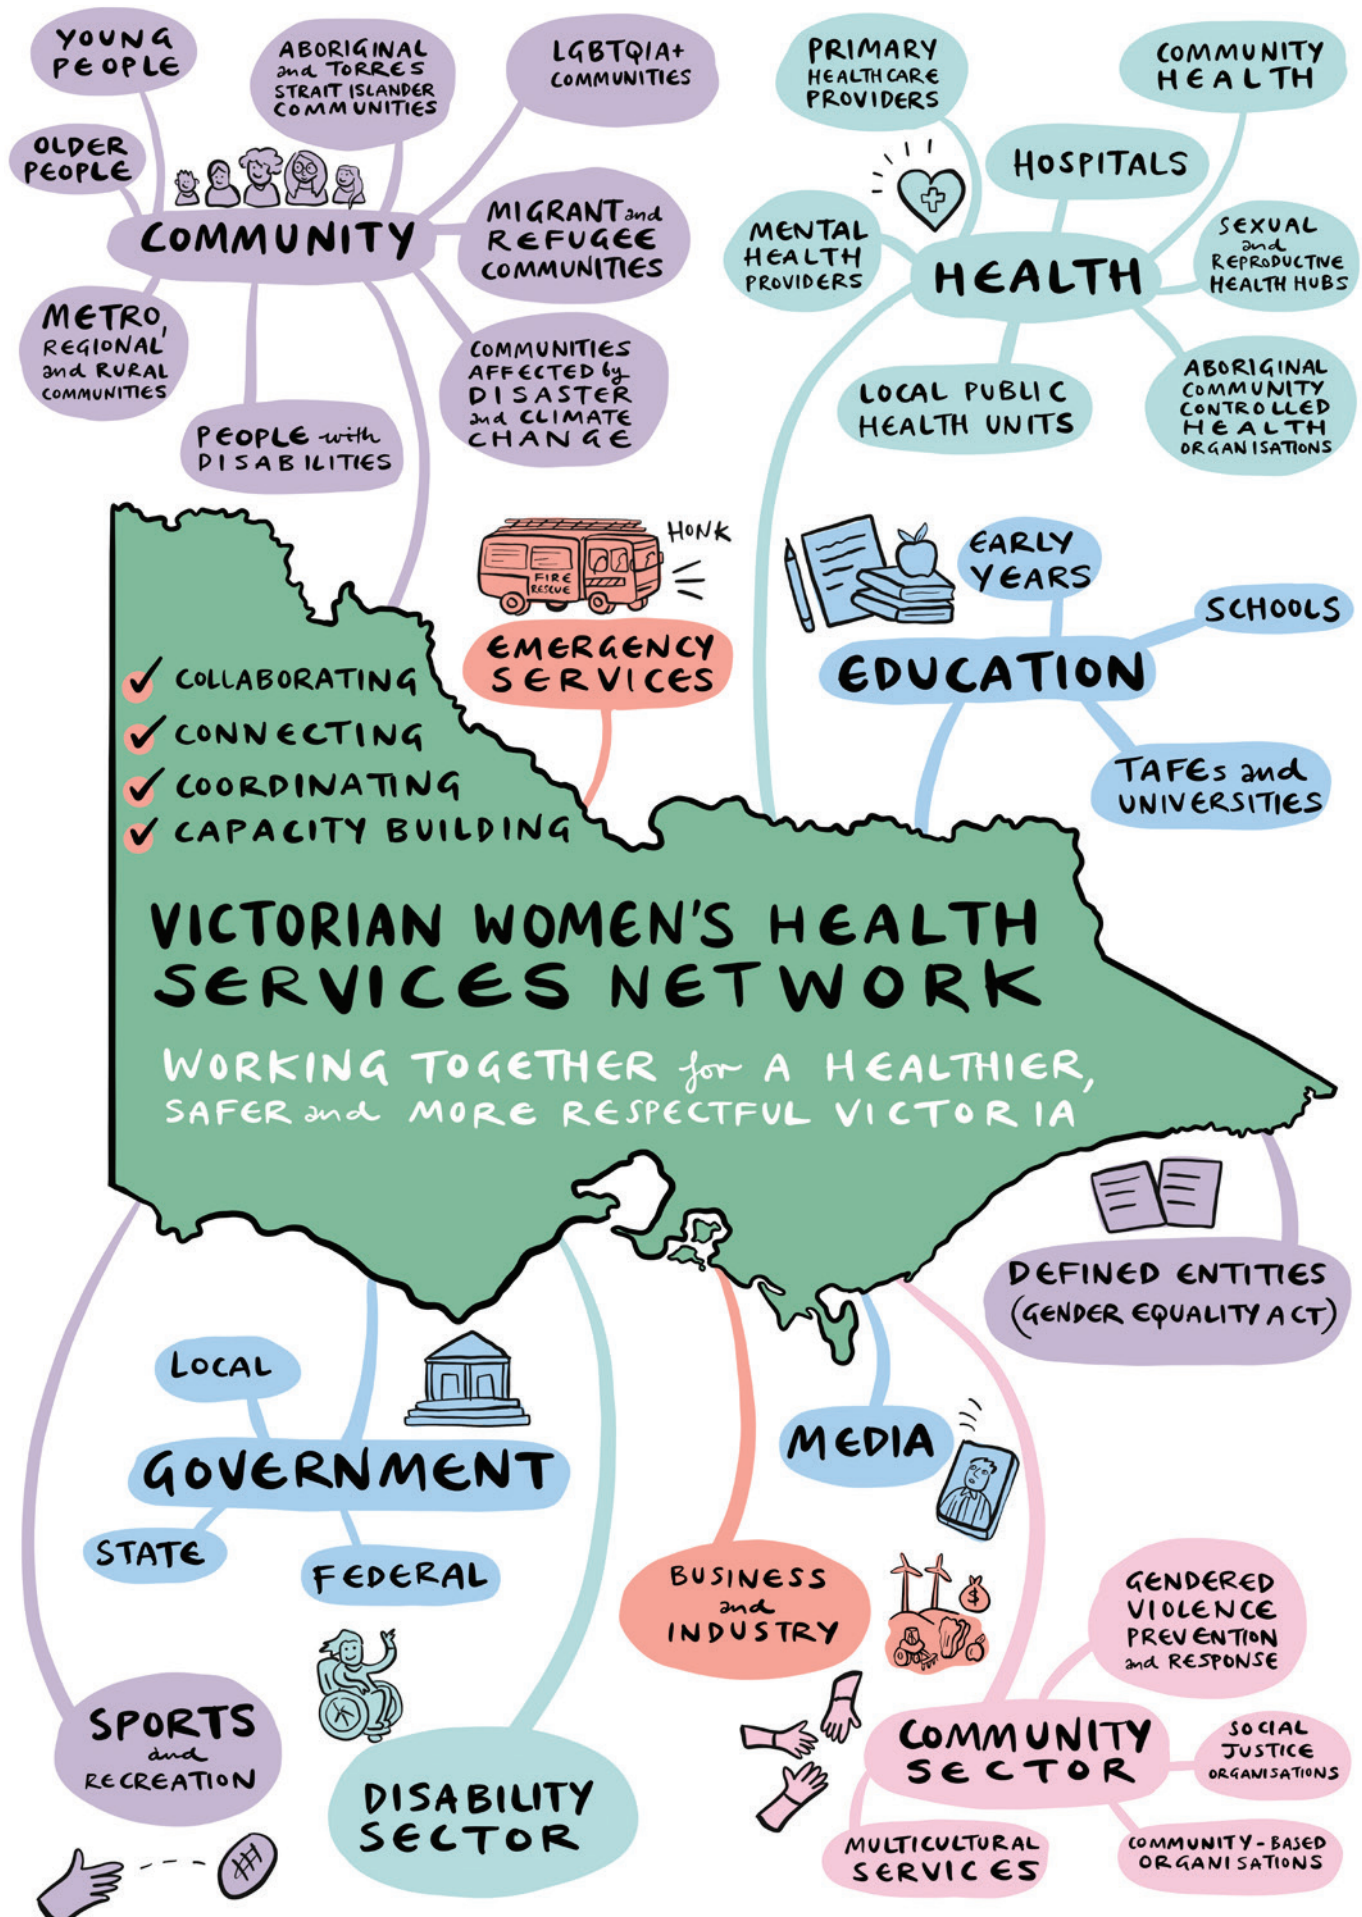 YOUNG
PEOPLE
ABORIGINAL
and TORRES
STRAIT ISLANDER
COMMUNITIES
LGBTQIA+
COMMUNITIES
OLDER
PEOPLE
COMMUNITY
MIGRANT and
REFUGEE
COMMUNITIES
METRO,
REGIONAL
and RURAL
COMMUNITIES
PEOPLE with
DISABILITIES
COMMUNITIES
AFFECTED by
DISASTER
and CLIMATE
CHANGE
PRIMARY
HEALTH CARE
PROVIDERS
COMMUNITY
HEALTH
HOSPITALS
MENTAL
HEALTH
PROVIDERS
HEALTH
SEXUAL
and
REPRODUCTIVE
HEALTH HUBS
LOCAL PUBLIC
HEALTH UNITS
ABORIGINAL
COMMUNITY
CONTROLLED
HEALTH
ORGANISATIONS
HONK
FIRE
RESCUE
EMERGENCY
SERVICES
EARLY
YEARS
SCHOOLS
EDUCATION
TAFEs and
UNIVERSITIES
✓ COLLABORATING
✓ CONNECTING
✓ COORDINATING
✓ CAPACITY BUILDING
VICTORIAN WOMEN'S HEALTH
SERVICES NETWORK
WORKING TOGETHER for A HEALTHIER,
SAFER and MORE RESPECTFUL VICTORIA
DEFINED ENTITIES
(GENDER EQUALITY ACT)
LOCAL
GOVERNMENT
STATE
FEDERAL
MEDIA
BUSINESS
and
INDUSTRY
$
SPORTS
and
RECREATION
DISABILITY
SECTOR
GENDERED
VIOLENCE
PREVENTION
and RESPONSE
COMMUNITY
SECTOR
SOCIAL
JUSTICE
ORGANISATIONS
MULTICULTURAL
SERVICES
COMMUNITY-BASED
ORGANISATIONS